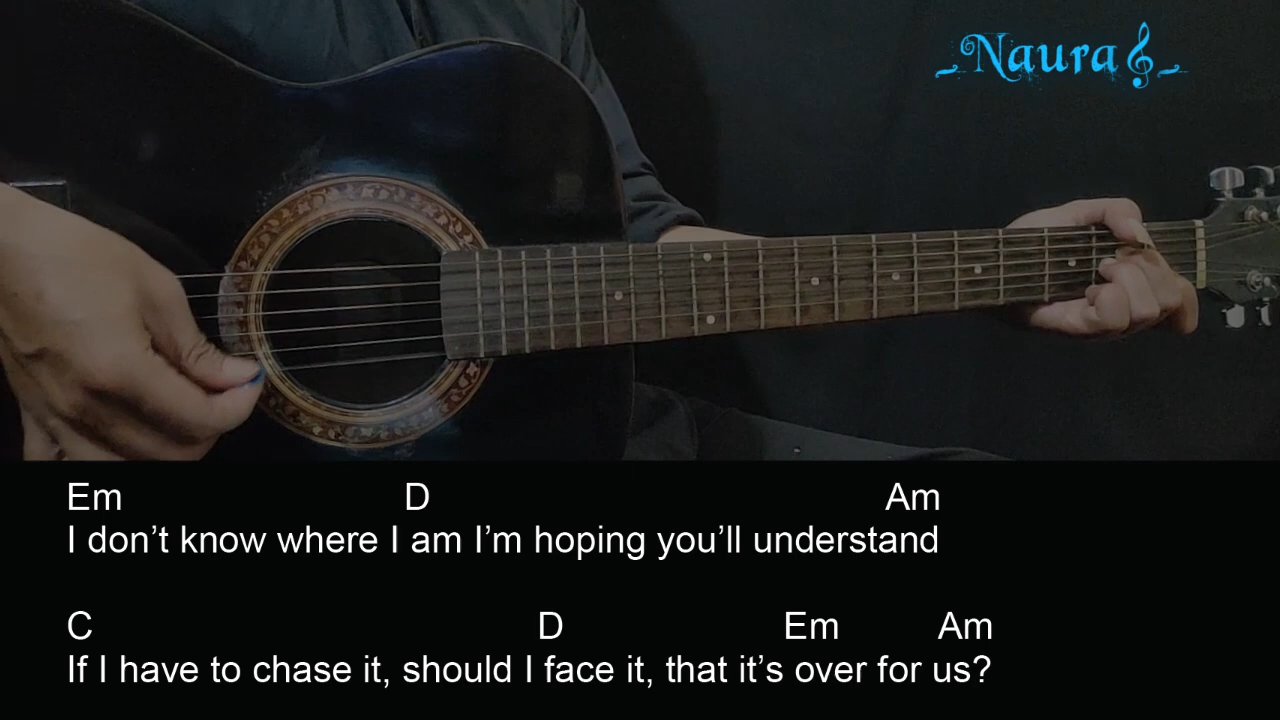 Naura
Em D Am
I don’t know where I am I’m hoping you’ll understand
C D Em Am
If I have to chase it, should I face it, that it’s over for us?